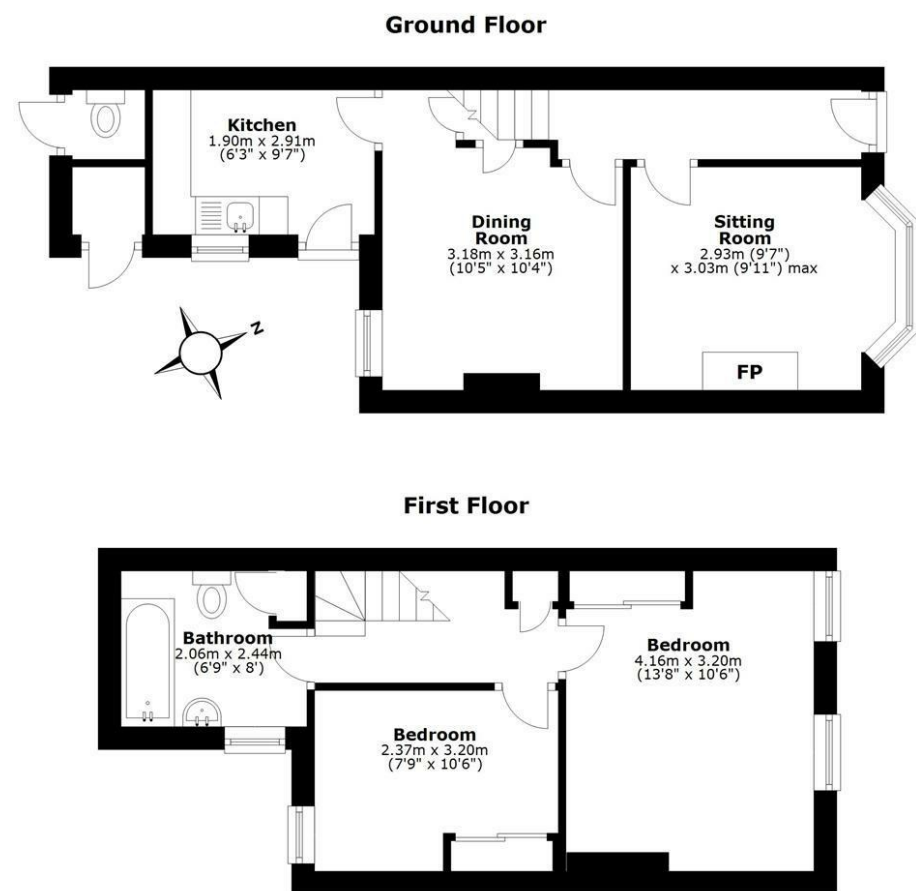 Ground Floor
Kitchen
1.90m x 2.91m
(6'3" x 9'7")
Dining
Room
3.18m x 3.16m
(10'5" x 10'4")
Sitting
Room
2.93m (9'7")
x 3.03m (9'11") max
FP
N
First Floor
Bathroom
2.06m x 2.44m
(6'9" x 8')
Bedroom
4.16m x 3.20m
(13'8" x 10'6")
Bedroom
2.37m x 3.20m
(7'9" x 10'6")